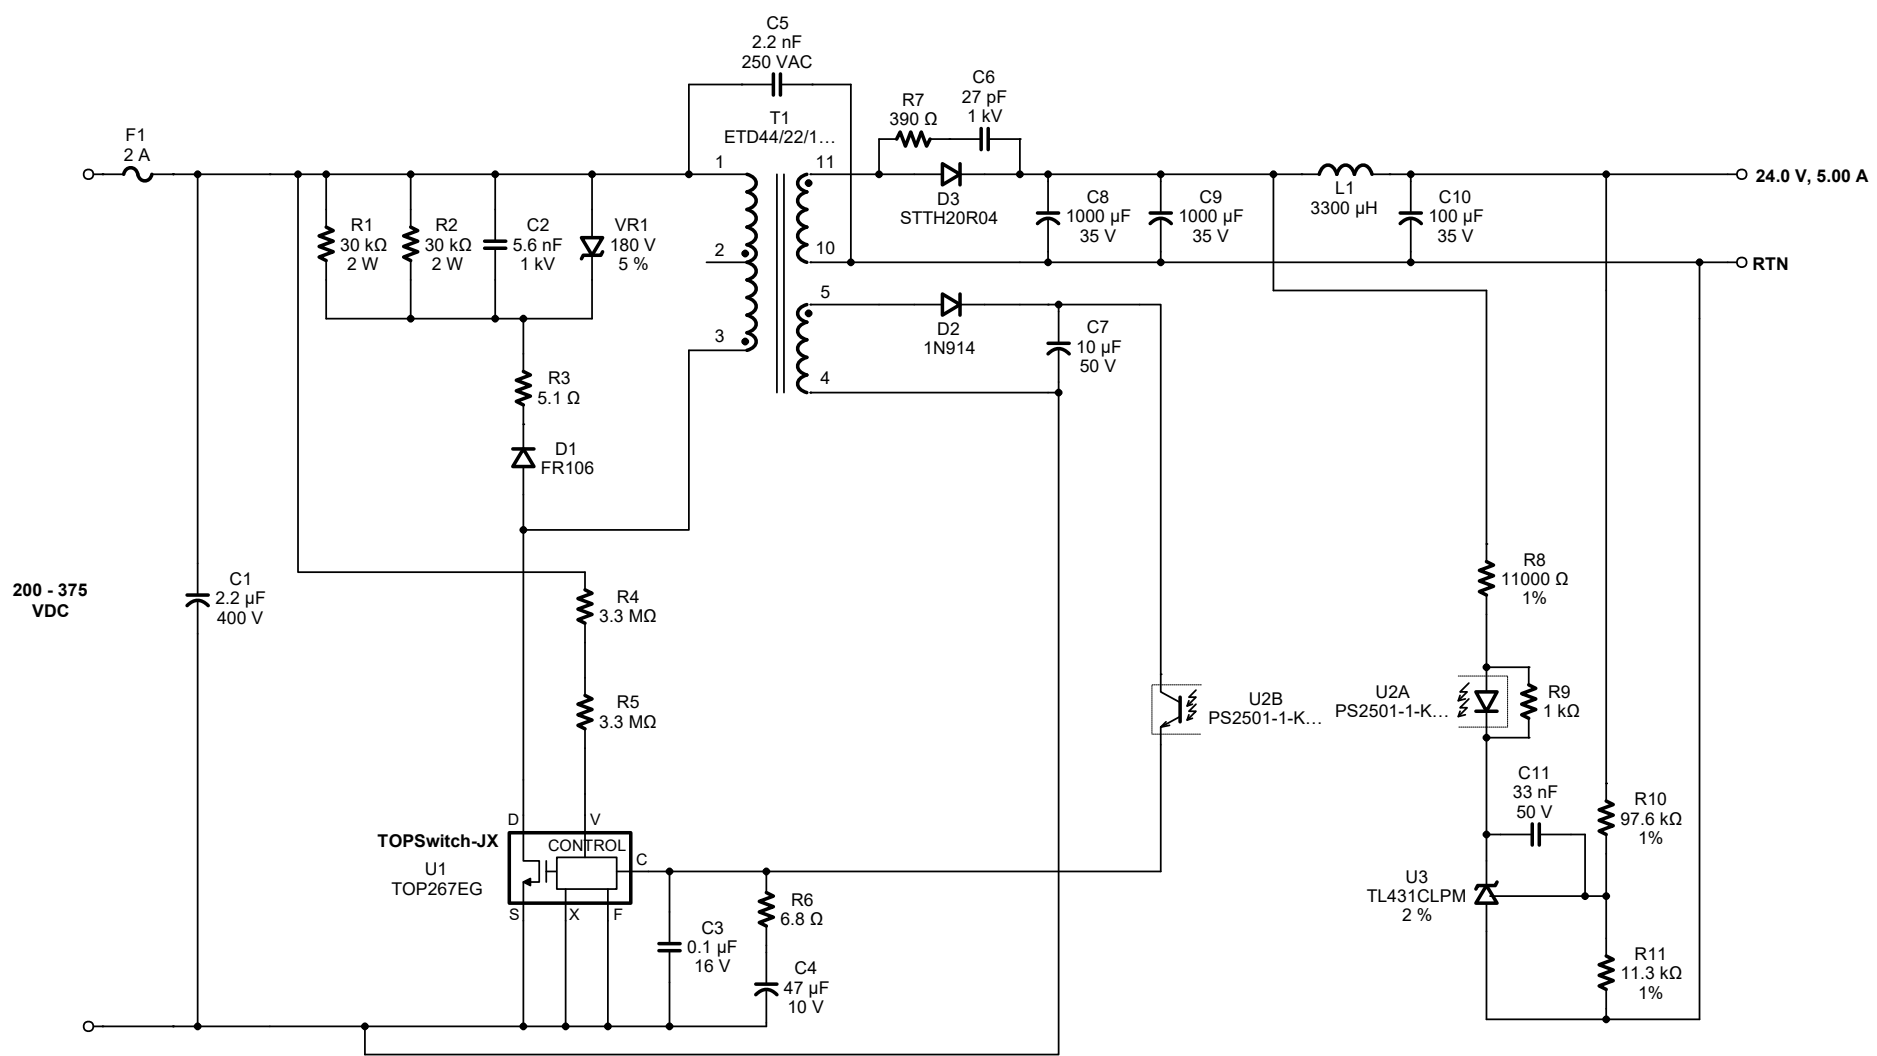 C5
2.2 nF
250 VAC
C6
27 pF
1 kV
R7
390 Ω
T1
ETD44/22/1…
F1
2 A
1
11
24.0 V, 5.00 A
D3
STTH20R04
L1
3300 µH
C8
1000 µF
35 V
C9
1000 µF
35 V
C10
100 µF
35 V
R1
30 kΩ
2 W
R2
30 kΩ
2 W
C2
5.6 nF
1 kV
VR1
180 V
5 %
2
10
RTN
5
3
D2
1N914
C7
10 µF
50 V
4
R3
5.1 Ω
D1
FR106
200 - 375
VDC
C1
2.2 µF
400 V
R4
3.3 MΩ
R8
11000 Ω
1%
R5
3.3 MΩ
U2B
PS2501-1-K…
U2A
PS2501-1-K…
R9
1 kΩ
C11
33 nF
50 V
R10
97.6 kΩ
1%
D
V
TOPSwitch-JX
CONTROL
C
U1
TOP267EG
S
X
F
U3
TL431CLPM
2 %
R6
6.8 Ω
C3
0.1 µF
16 V
C4
47 µF
10 V
R11
11.3 kΩ
1%